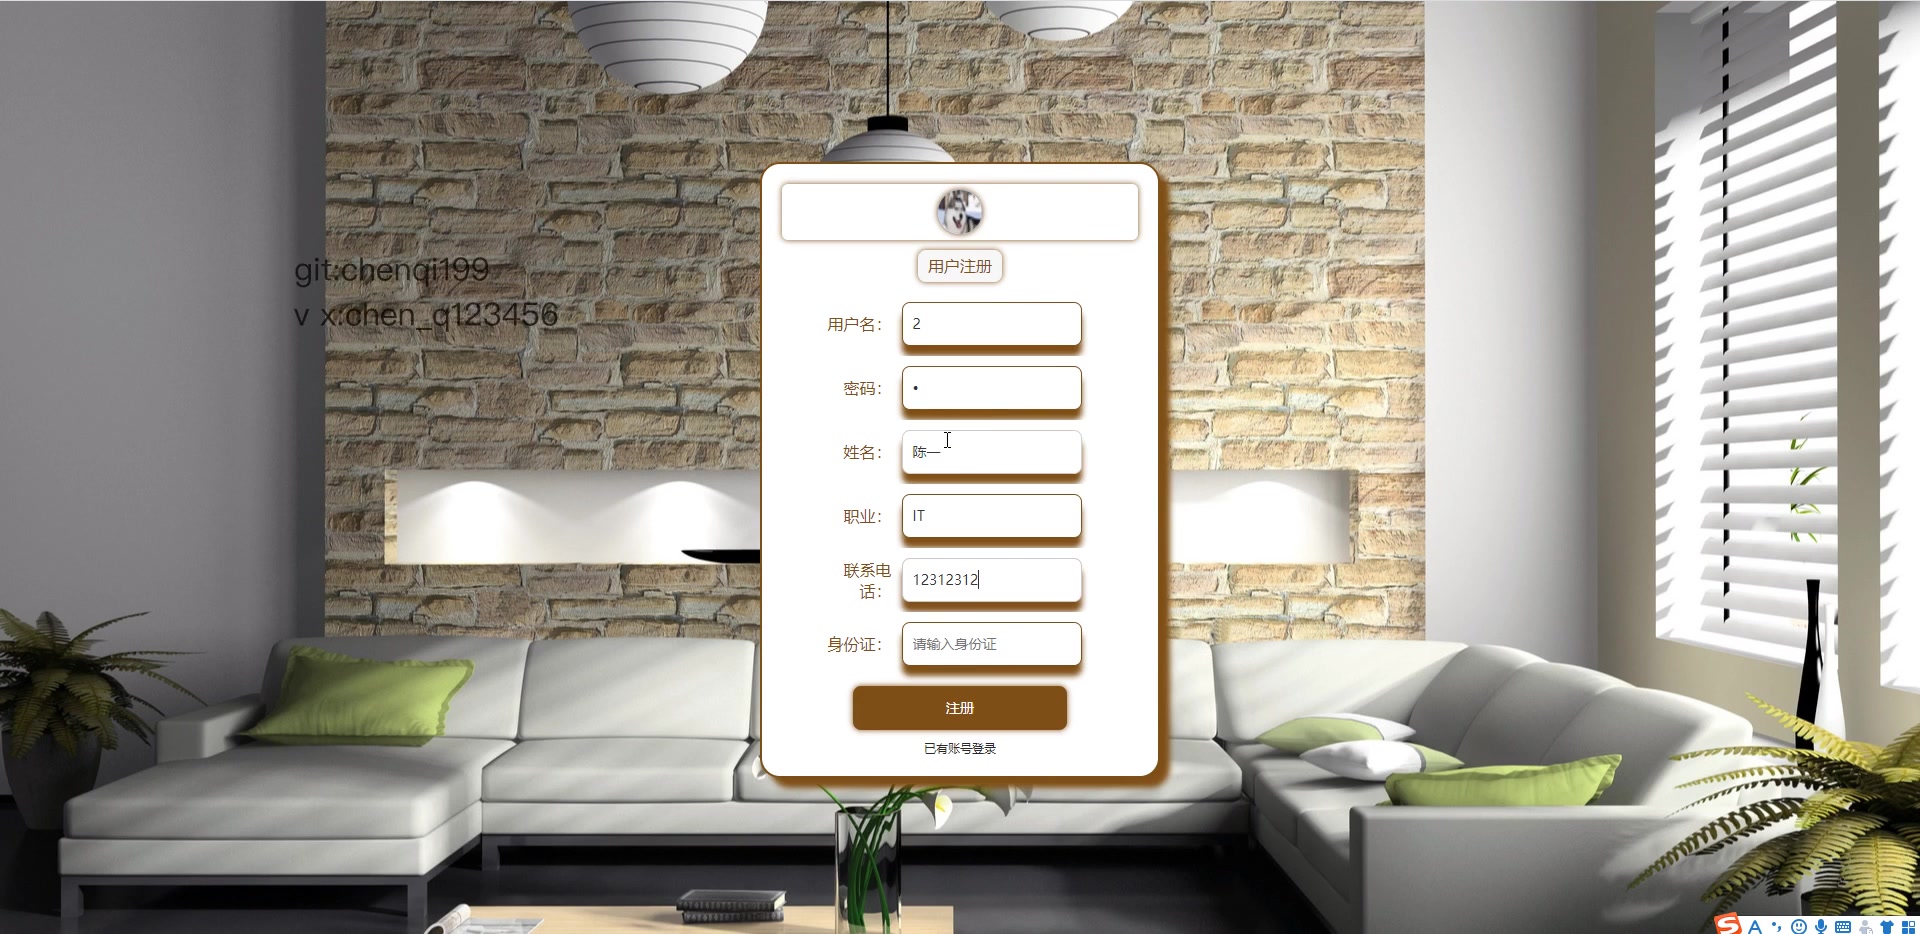 git:chenqi199
v x:chen_q123456
用户注册
用户名：
2
密码：
•
姓名：
陈一
职业：
IT
联系电
话：
12312312
身份证：
请输入身份证
注册
已有账号登录